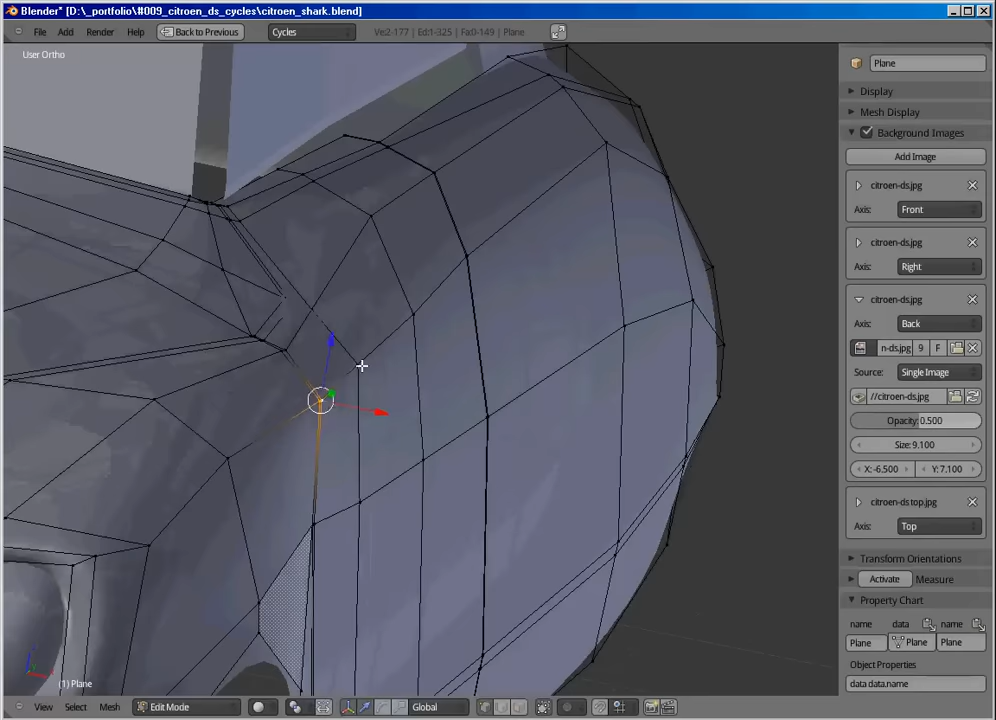 Blender* [D:\_portfolio\#009_citroen_ds_cycles\citroen_shark.blend]
File Add Render Help Back to Previous Cycles Ve:2-177 | Ed:1-325 | Fa:0-149 | Plane
User Ortho
Plane
Display
Mesh Display
Background Images
Add Image
citroen-ds.jpg
Axis: Front
citroen-ds.jpg
Axis: Right
citroen-ds.jpg
Axis: Back
n-ds.jpg 9 F
Source: Single Image
//citroen-ds.jpg
Opacity: 0.500
Size: 9.100
X: -6.500 Y: 7.100
citroen-ds top.jpg
Axis: Top
Transform Orientations
Activate Measure
Property Chart
name data name
Plane Plane Plane
Object Properties
data data.name
(1) Plane
View Select Mesh Edit Mode Global